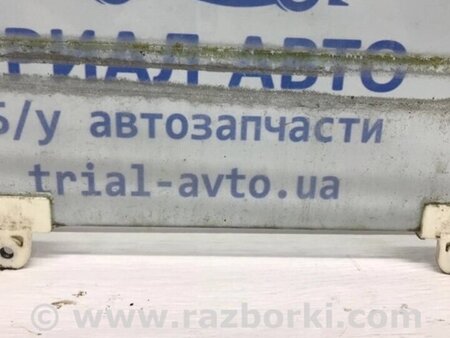 РИАЛ АВТО
Б/у автозапчасти
trial-avto.ua
© www.razborki.com